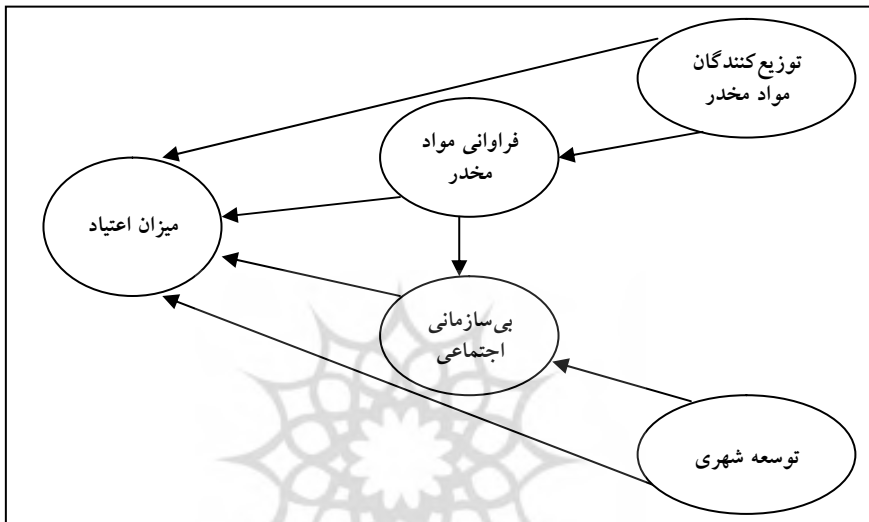 توزیع‌کنندگان
مواد مخدر
فراوانی مواد
مخدر
میزان اعتیاد
بی‌سازمانی
اجتماعی
توسعه شهری